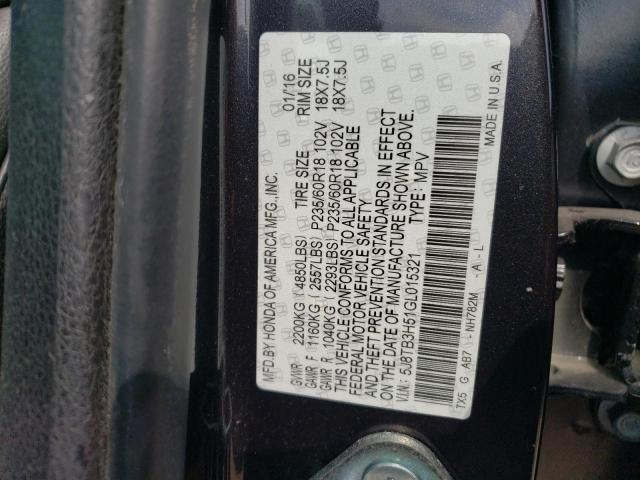 MFD.BY HONDA OF AMERICA MFG.,INC. 01/16
TIRE SIZE RIM SIZE
GVWR 2200KG (4850LBS)
GAWR F 1160KG (2557LBS) P235/60R18 102V 18X7.5J
GAWR R 1040KG (2293LBS) P235/60R18 102V 18X7.5J
THIS VEHICLE CONFORMS TO ALL APPLICABLE
FEDERAL MOTOR VEHICLE SAFETY
AND THEFT PREVENTION STANDARDS IN EFFECT
ON THE DATE OF MANUFACTURE SHOWN ABOVE.
V.I.N.: 5J8TB3H51GL015321 TYPE: MPV
TX5 G AB7 NH782M -A -L MADE IN U.S.A.